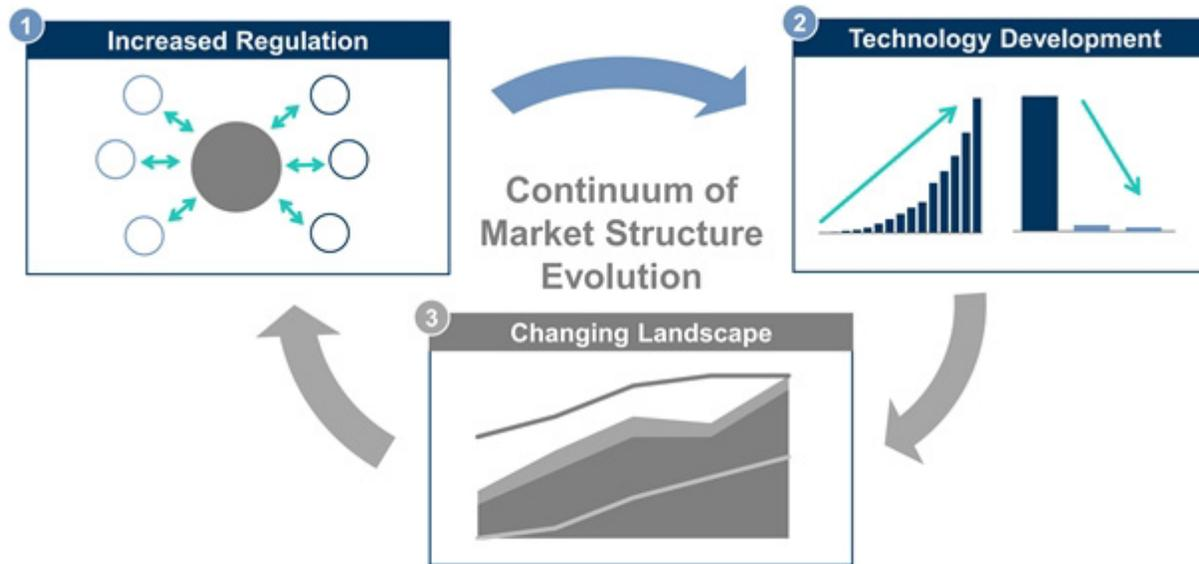 1
Increased Regulation
2
Technology Development
Continuum of
Market Structure
Evolution
3
Changing Landscape